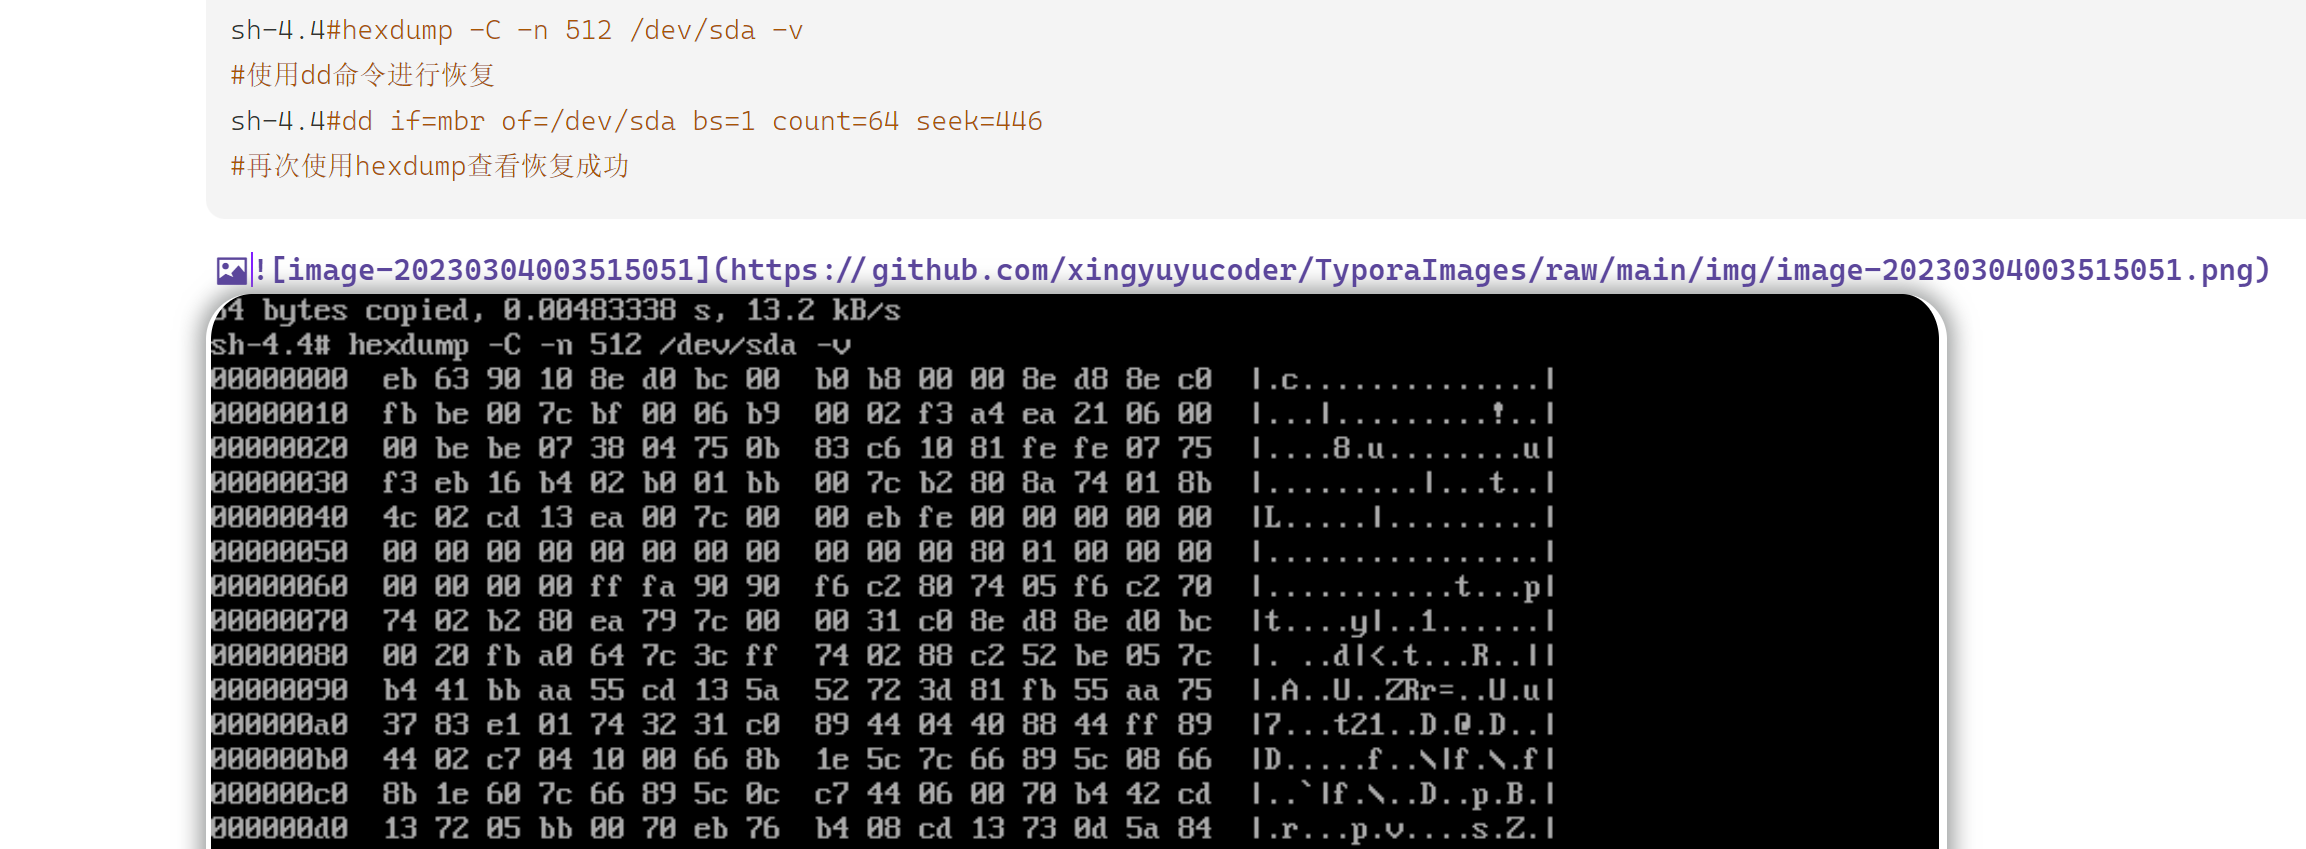 sh-4.4#hexdump -C -n 512 /dev/sda -v
#使用dd命令进行恢复
sh-4.4#dd if=mbr of=/dev/sda bs=1 count=64 seek=446
#再次使用hexdump查看恢复成功
![image-20230304003515051](https://github.com/xingyuyucoder/TyporaImages/raw/main/img/image-20230304003515051.png)
64 bytes copied, 0.00483338 s, 13.2 kB/s
sh-4.4# hexdump -C -n 512 /dev/sda -v
00000000  eb 63 90 10 8e d0 bc 00  b0 b8 00 00 8e d8 8e c0  |.c..............|
00000010  fb be 00 7c bf 00 06 b9  00 02 f3 a4 ea 21 06 00  |...|.........!..|
00000020  00 be be 07 38 04 75 0b  83 c6 10 81 fe fe 07 75  |....8.u........u|
00000030  f3 eb 16 b4 02 b0 01 bb  00 7c b2 80 8a 74 01 8b  |.........|...t..|
00000040  4c 02 cd 13 ea 00 7c 00  00 eb fe 00 00 00 00 00  |L.....|.........|
00000050  00 00 00 00 00 00 00 00  00 00 00 80 01 00 00 00  |................|
00000060  00 00 00 00 ff fa 90 90  f6 c2 80 74 05 f6 c2 70  |...........t...p|
00000070  74 02 b2 80 ea 79 7c 00  00 31 c0 8e d8 8e d0 bc  |t....y|..1......|
00000080  00 20 fb a0 64 7c 3c ff  74 02 88 c2 52 be 05 7c  |. ..d|<.t...R..||
00000090  b4 41 bb aa 55 cd 13 5a  52 72 3d 81 fb 55 aa 75  |.A..U..ZRr=..U.u|
000000a0  37 83 e1 01 74 32 31 c0  89 44 04 40 88 44 ff 89  |7...t21..D.@.D..|
000000b0  44 02 c7 04 10 00 66 8b  1e 5c 7c 66 89 5c 08 66  |D.....f..\|f.\.f|
000000c0  8b 1e 60 7c 66 89 5c 0c  c7 44 06 00 70 b4 42 cd  |..`|f.\..D..p.B.|
000000d0  13 72 05 bb 00 70 eb 76  b4 08 cd 13 73 0d 5a 84  |.r...p.v....s.Z.|